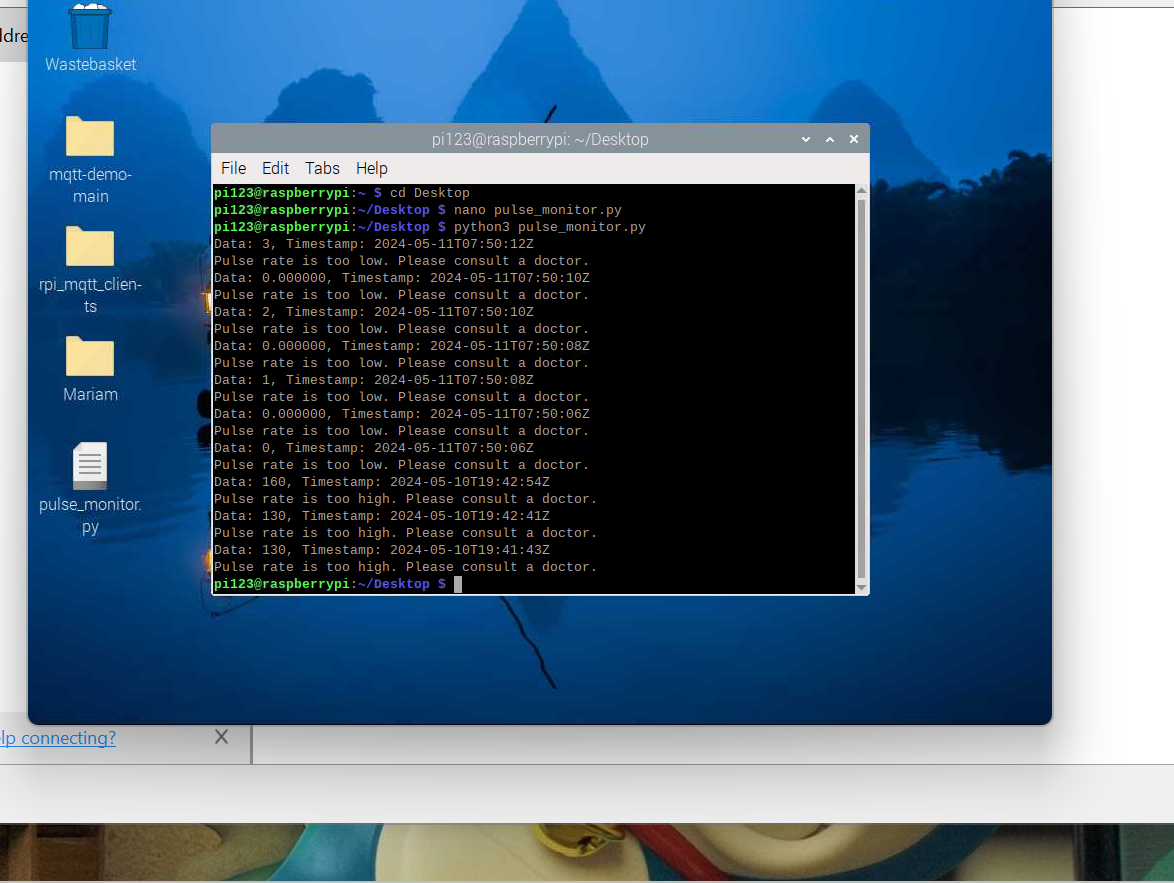 Wastebasket
mqtt-demo-
main
rpi_mqtt_clien-
ts
Mariam
pulse_monitor.
py
pi123@raspberrypi: ~/Desktop
File Edit Tabs Help
pi123@raspberrypi:~ $ cd Desktop
pi123@raspberrypi:~/Desktop $ nano pulse_monitor.py
pi123@raspberrypi:~/Desktop $ python3 pulse_monitor.py
Data: 3, Timestamp: 2024-05-11T07:50:12Z
Pulse rate is too low. Please consult a doctor.
Data: 0.000000, Timestamp: 2024-05-11T07:50:10Z
Pulse rate is too low. Please consult a doctor.
Data: 2, Timestamp: 2024-05-11T07:50:10Z
Pulse rate is too low. Please consult a doctor.
Data: 0.000000, Timestamp: 2024-05-11T07:50:08Z
Pulse rate is too low. Please consult a doctor.
Data: 1, Timestamp: 2024-05-11T07:50:08Z
Pulse rate is too low. Please consult a doctor.
Data: 0.000000, Timestamp: 2024-05-11T07:50:06Z
Pulse rate is too low. Please consult a doctor.
Data: 0, Timestamp: 2024-05-11T07:50:06Z
Pulse rate is too low. Please consult a doctor.
Data: 160, Timestamp: 2024-05-10T19:42:54Z
Pulse rate is too high. Please consult a doctor.
Data: 130, Timestamp: 2024-05-10T19:42:41Z
Pulse rate is too high. Please consult a doctor.
Data: 130, Timestamp: 2024-05-10T19:41:43Z
Pulse rate is too high. Please consult a doctor.
pi123@raspberrypi:~/Desktop $
lp connecting?